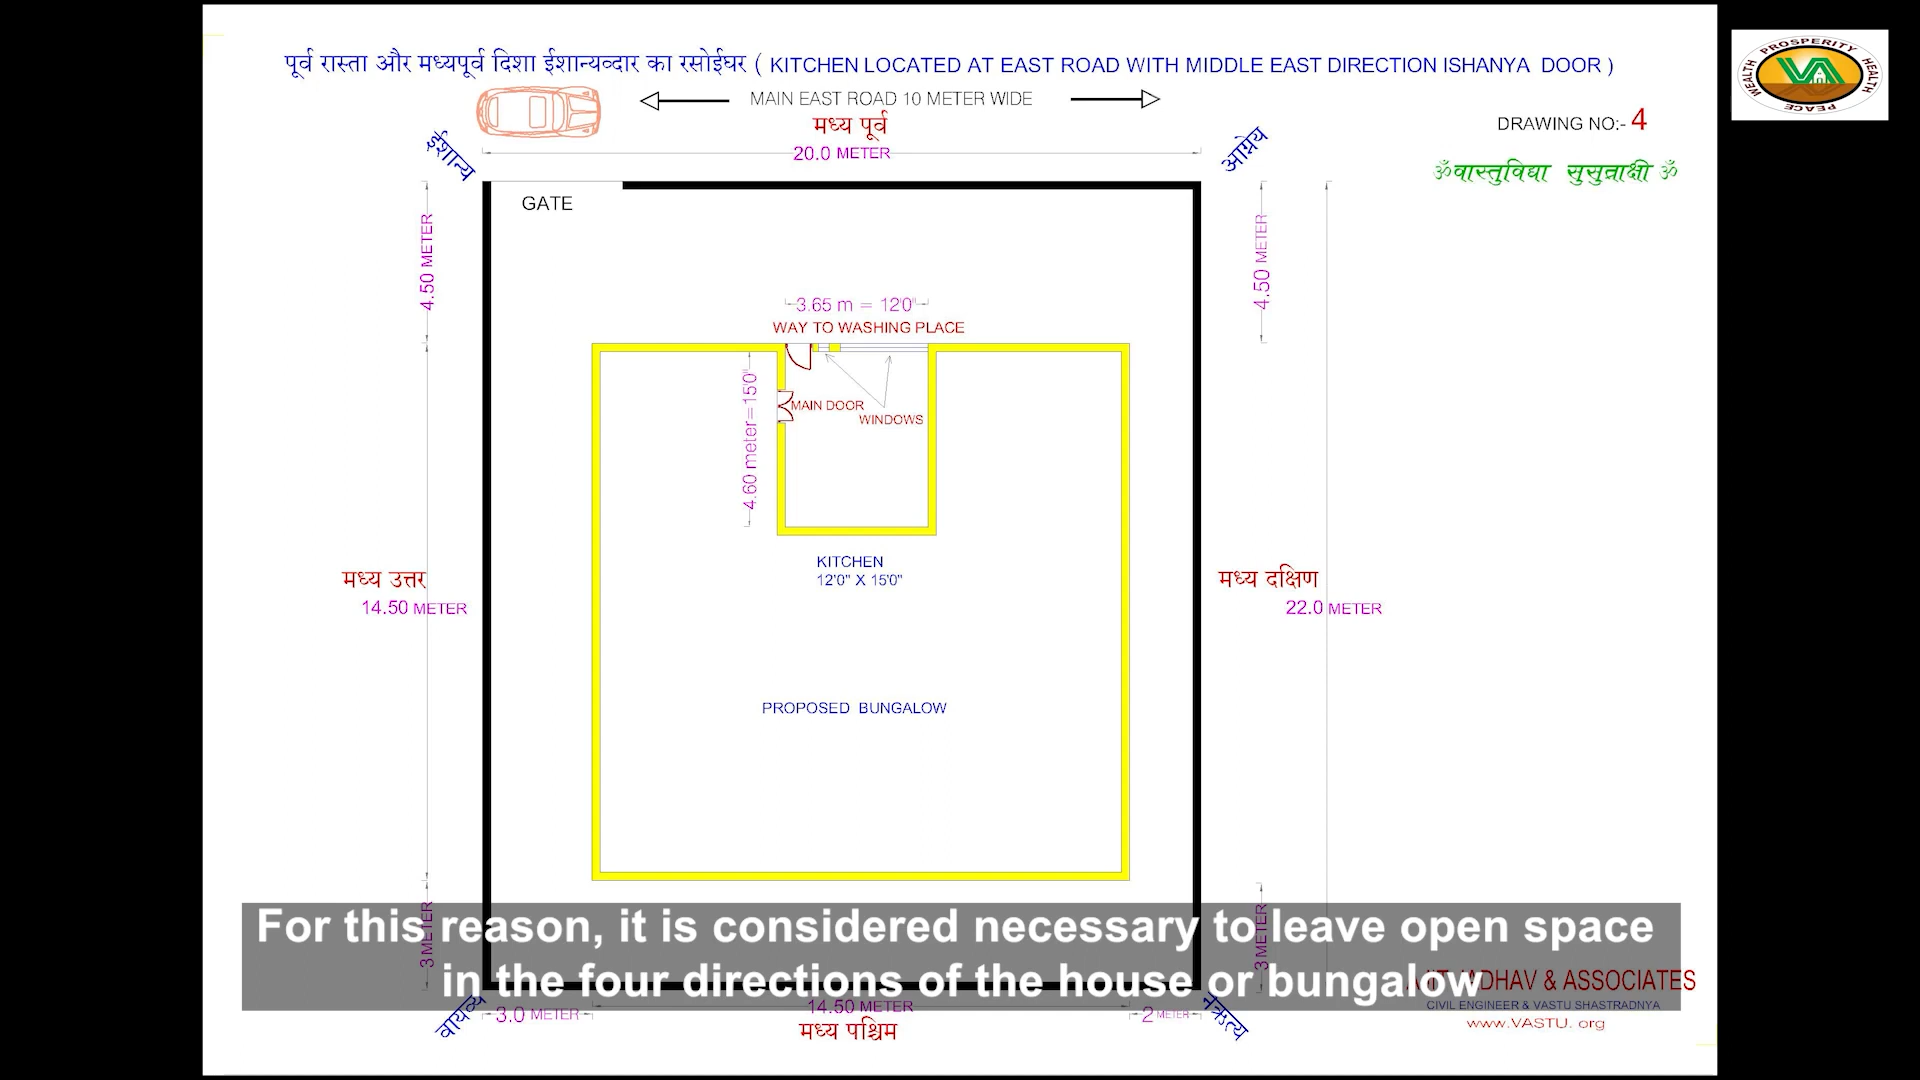 पूर्व रास्ता और मध्यपूर्व दिशा ईशान्यव्दार का रसोईघर ( KITCHEN LOCATED AT EAST ROAD WITH MIDDLE EAST DIRECTION ISHANYA DOOR )
PROSPERITY
WEALTH
HEALTH
PEACE
VA
MAIN EAST ROAD 10 METER WIDE
मध्य पूर्व
20.0 METER
DRAWING NO:- 4
ॐवास्तुविद्या सुसुन्नाक्षी ॐ
ईशान्य
आग्नेय
GATE
4.50 METER
4.50 METER
3.65 m = 12'0"
WAY TO WASHING PLACE
4.60 meter=15'0"
MAIN DOOR
WINDOWS
KITCHEN
12'0" X 15'0"
मध्य उत्तर
14.50 METER
मध्य दक्षिण
22.0 METER
PROPOSED BUNGALOW
For this reason, it is considered necessary to leave open space
in the four directions of the house or bungalow
3 METER
3 METER
& ASSOCIATES
CIVIL ENGINEER & VASTU SHASTRADNYA
www.VASTU. org
वायव्य
3.0 METER
14.50 METER
2 METER
नैऋत्य
मध्य पश्चिम